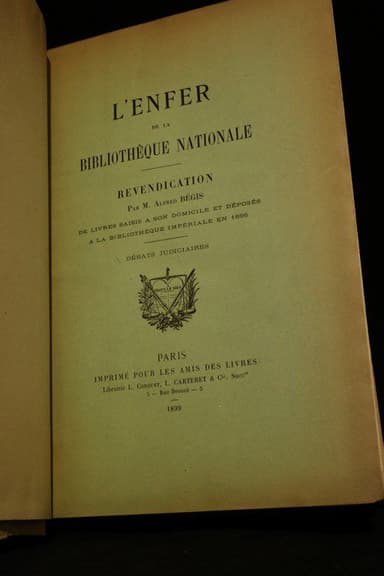 L'ENFER
DE LA
BIBLIOTHÈQUE NATIONALE
REVENDICATION
PAR M. ALFRED BÉGIS
DE LIVRES SAISIS A SON DOMICILE ET DÉPOSÉS
A LA BIBLIOTHÈQUE IMPÉRIALE EN 1866
DÉBATS JUDICIAIRES
PARIS
IMPRIMÉ POUR LES AMIS DES LIVRES
Librairie L. CONQUET, L. CARTERET & Cie, Succrs
5 — RUE DROUOT — 5
1899